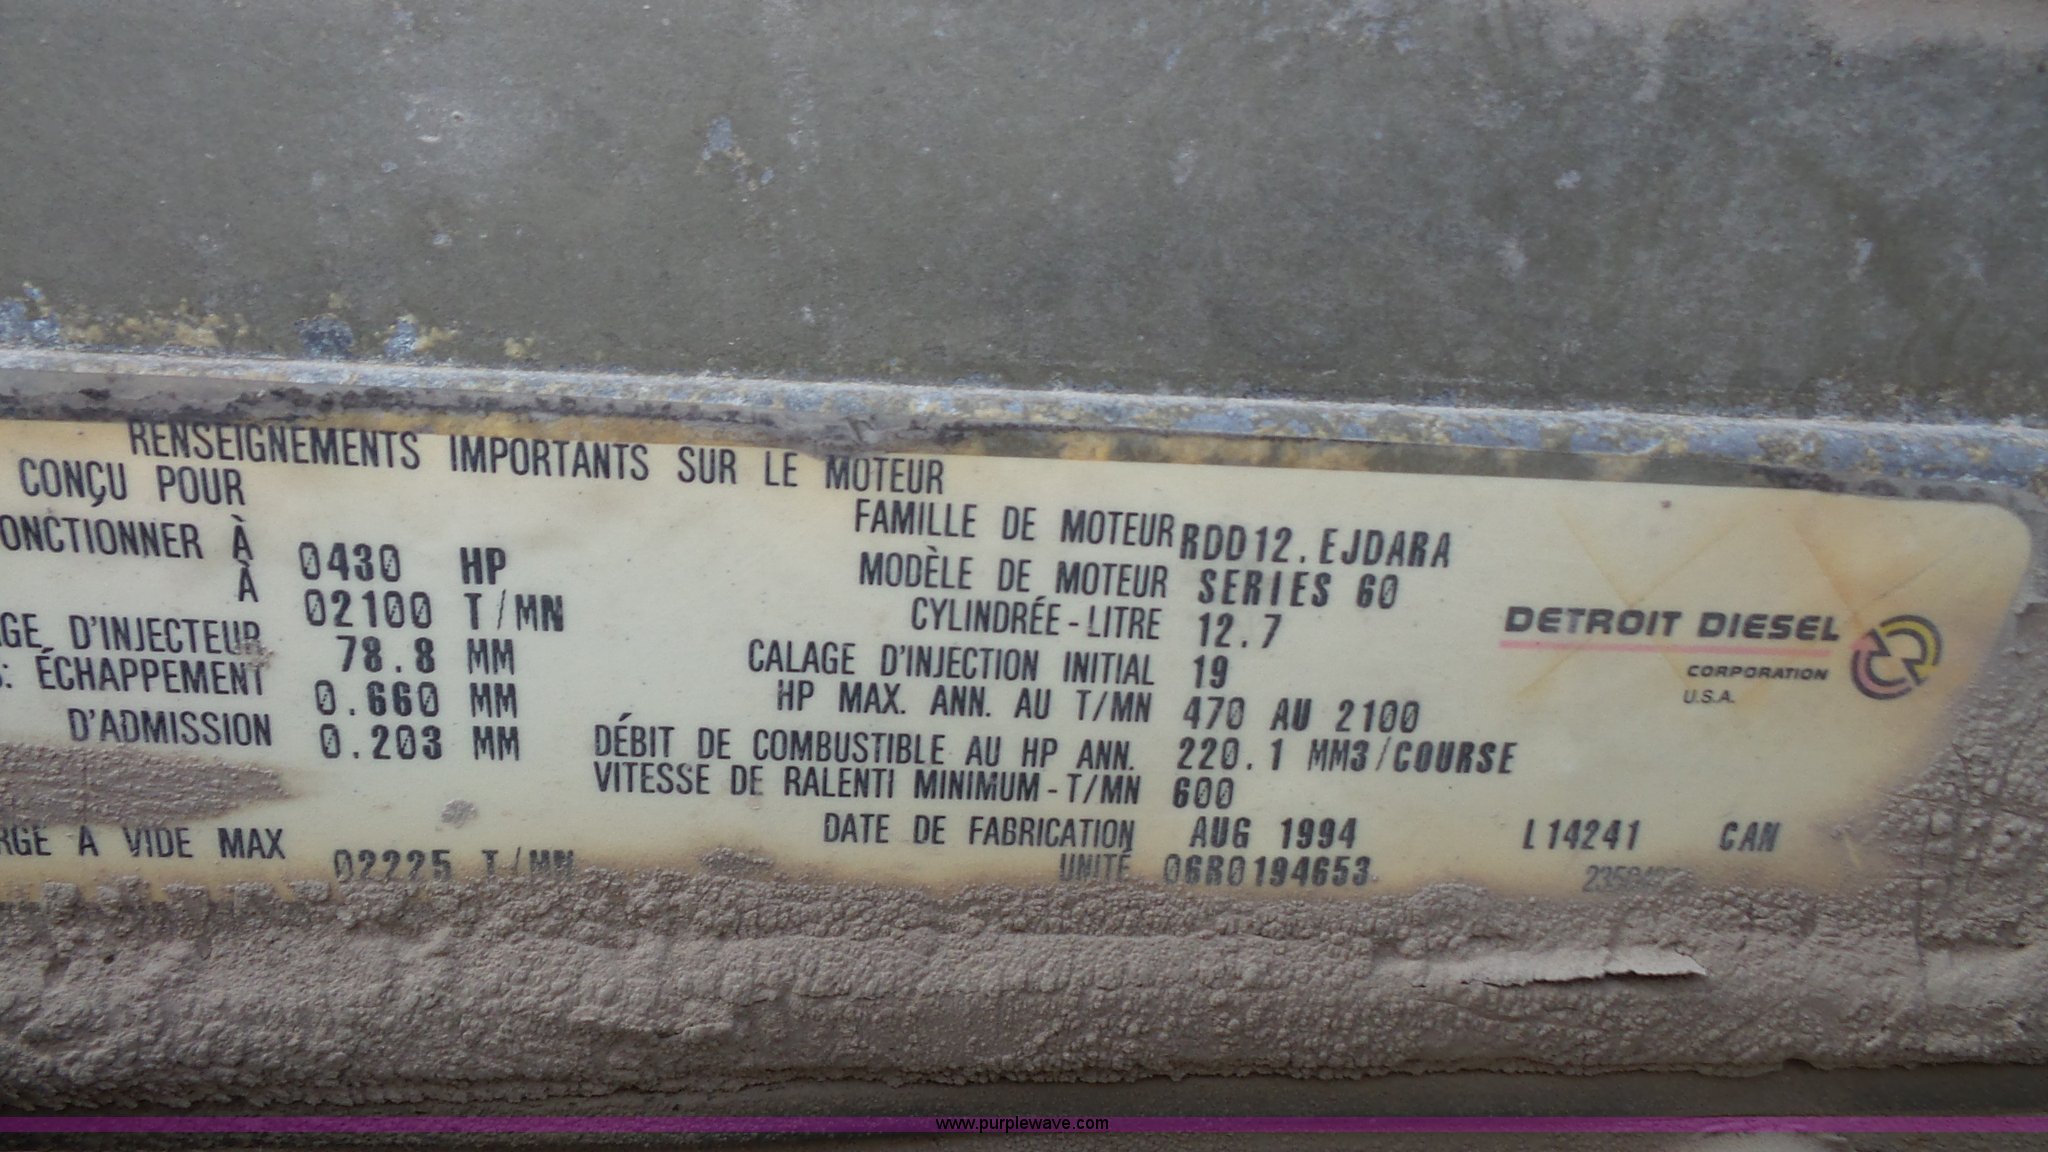 RENSEIGNEMENTS IMPORTANTS SUR LE MOTEUR
CONÇU POUR
ONCTIONNER À 0430 HP
À 02100 T/MN
GE D'INJECTEUR 78.8 MM
S: ÉCHAPPEMENT 0.660 MM
D'ADMISSION 0.203 MM
RGE À VIDE MAX 02225 T/MN
FAMILLE DE MOTEUR RDD12.EJDARA
MODÈLE DE MOTEUR SERIES 60
CYLINDRÉE-LITRE 12.7
CALAGE D'INJECTION INITIAL 19
HP MAX. ANN. AU T/MN 470 AU 2100
DÉBIT DE COMBUSTIBLE AU HP ANN. 220.1 MM3/COURSE
VITESSE DE RALENTI MINIMUM-T/MN 600
DATE DE FABRICATION AUG 1994 L14241 CAN
UNITÉ 06R0194653
DETROIT DIESEL
CORPORATION
U.S.A.
www.purplewave.com